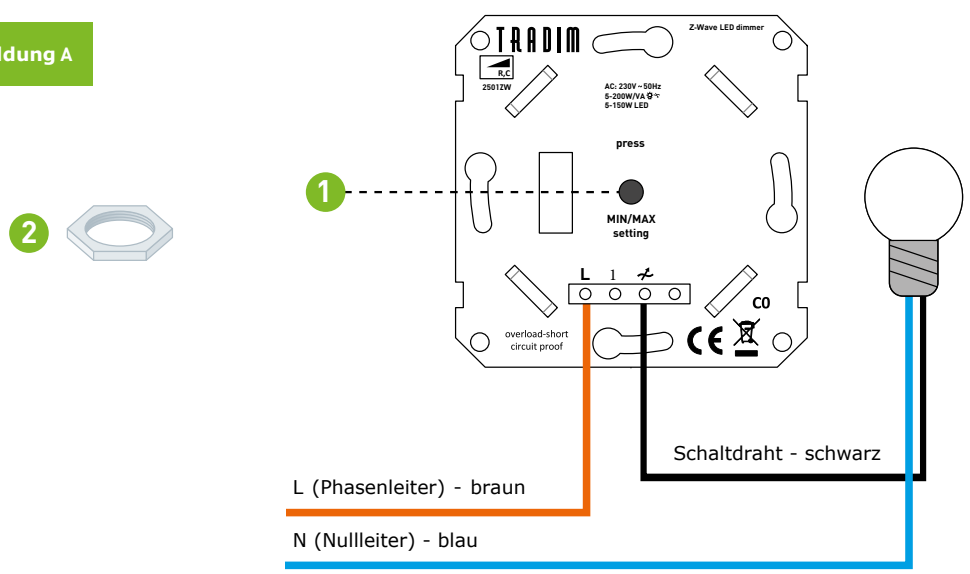 ldung A
TRADIM
Z-Wave LED dimmer
R,C
2501ZW
AC: 230V ~ 50Hz
5-200W/VA
5-150W LED
press
1
MIN/MAX
setting
2
L 1
CO
overload-short
circuit proof
CE
Schaltdraht - schwarz
L (Phasenleiter) - braun
N (Nullleiter) - blau